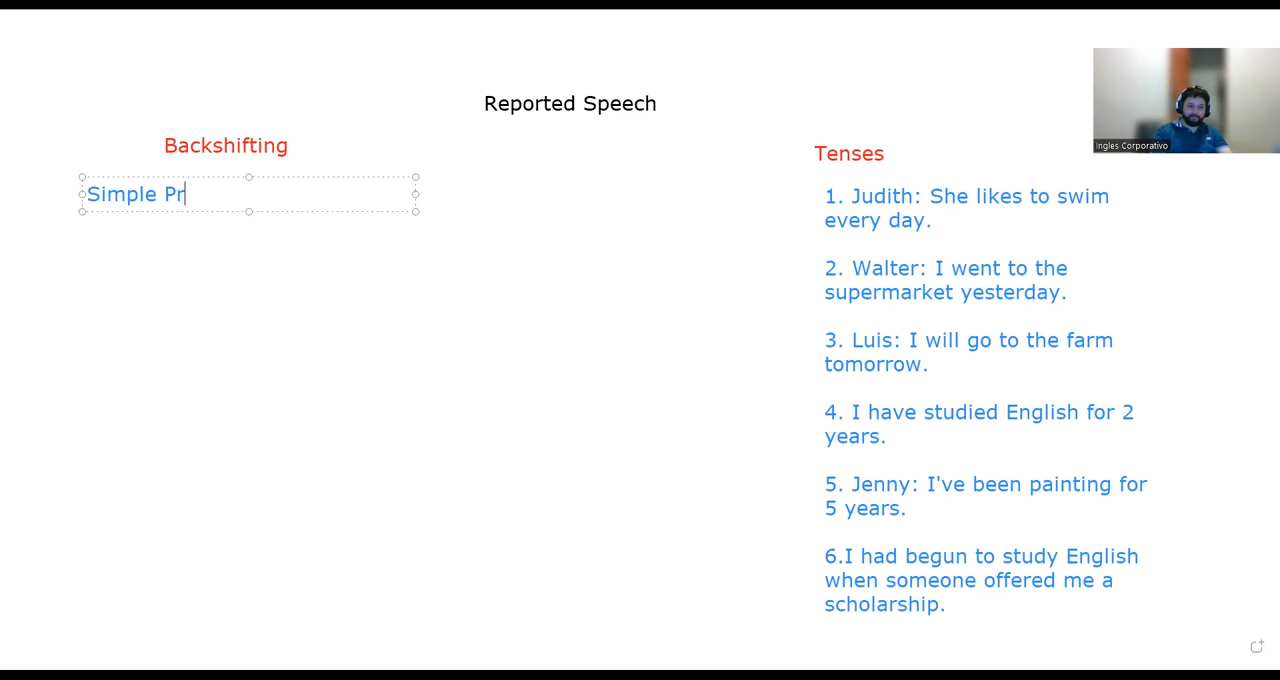 Reported Speech
Backshifting
Simple Pr
Ingles Corporativo
Tenses
1. Judith: She likes to swim
every day.
2. Walter: I went to the
supermarket yesterday.
3. Luis: I will go to the farm
tomorrow.
4. I have studied English for 2
years.
5. Jenny: I've been painting for
5 years.
6.I had begun to study English
when someone offered me a
scholarship.